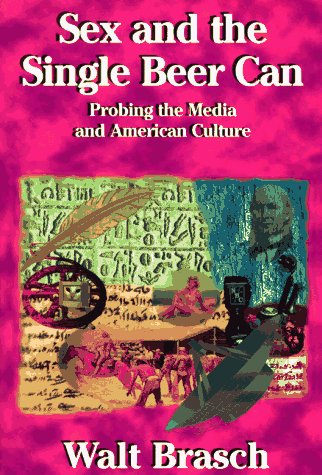 Sex and the
Single Beer Can
Probing the Media
and American Culture
Walt Brasch